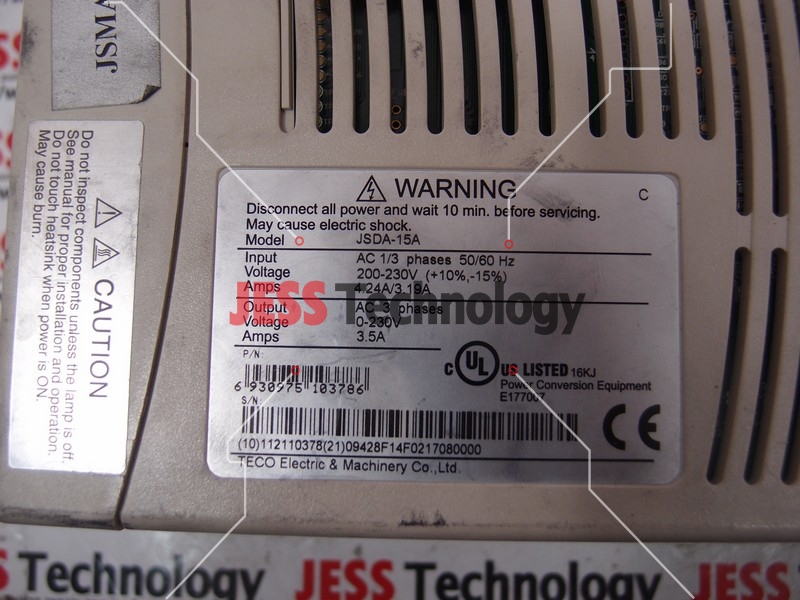 JSMA
Do not inspect components unless the lamp is off.
See manual for proper installation and operation.
Do not touch heatsink when power is ON.
May cause burn.
CAUTION
WARNING
C
Disconnect all power and wait 10 min. before servicing.
May cause electric shock.
Model JSDA-15A
Input AC 1/3 phases 50/60 Hz
Voltage 200-230V (+10%,-15%)
Amps 4.24A/3.19A
JESS Technology
Output AC 3 phases
Voltage 0-230V
Amps 3.5A
P/N:
6 930975 103786
C UL US LISTED 16KJ
Power Conversion Equipment
E177067
S/N:
CE
(10)112110378(21)09428F14F0217080000
TECO Electric & Machinery Co.,Ltd.
JESS Technology JESS Technology JESS